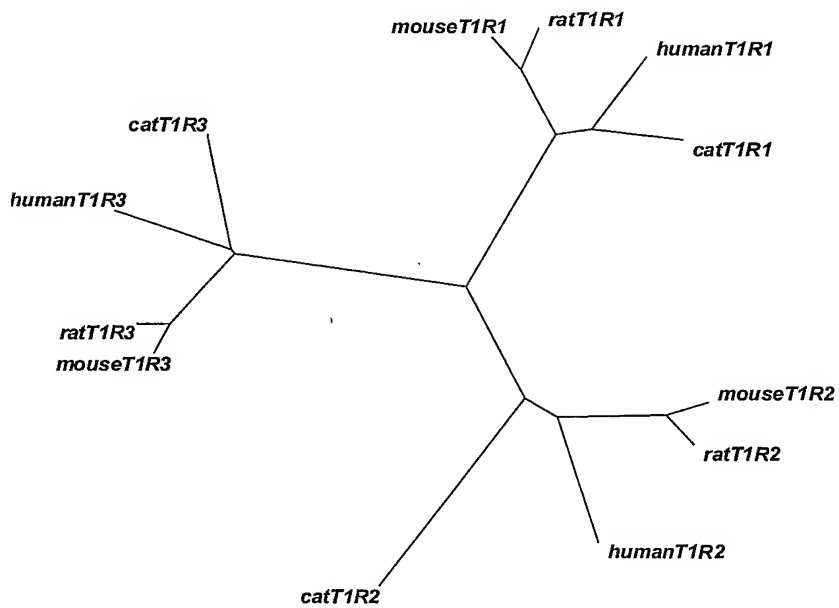 ratT1R1
mouseT1R1
humanT1R1
catT1R3
catT1R1
humanT1R3
ratT1R3
mouseT1R3
mouseT1R2
ratT1R2
humanT1R2
catT1R2